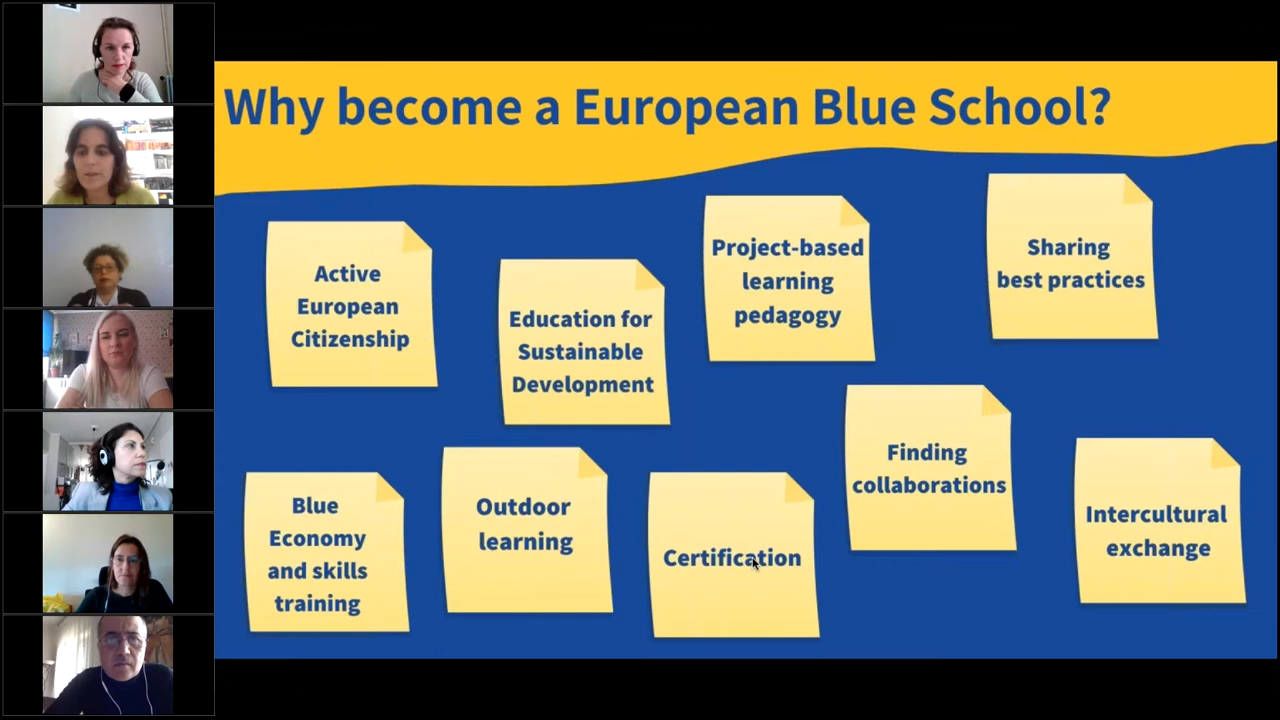 Why become a European Blue School?
Active
European
Citizenship
Education for
Sustainable
Development
Project-based
learning
pedagogy
Sharing
best practices
Blue
Economy
and skills
training
Outdoor
learning
Certification
Finding
collaborations
Intercultural
exchange